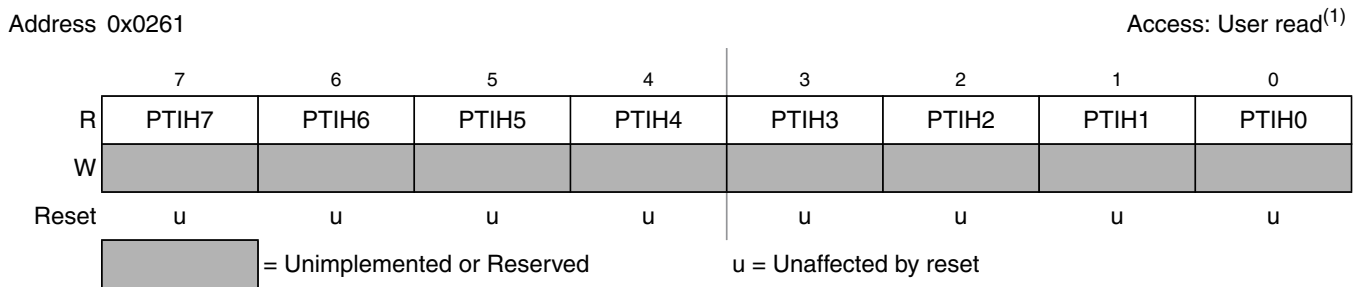 Address 0x0261 Access: User read(1)
7 6 5 4 3 2 1 0
R PTIH7 PTIH6 PTIH5 PTIH4 PTIH3 PTIH2 PTIH1 PTIH0
W
Reset u u u u u u u u
= Unimplemented or Reserved u = Unaffected by reset